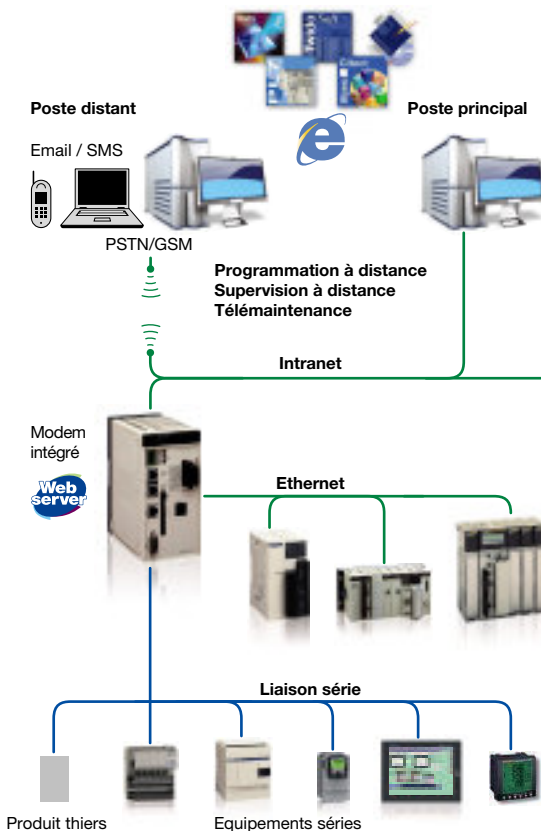 Poste distant
Poste principal
Email / SMS
PSTN/GSM
Programmation à distance
Supervision à distance
Télémaintenance
Intranet
Modem
intégré
Web
server
Ethernet
Liaison série
Produit thiers
Equipements séries